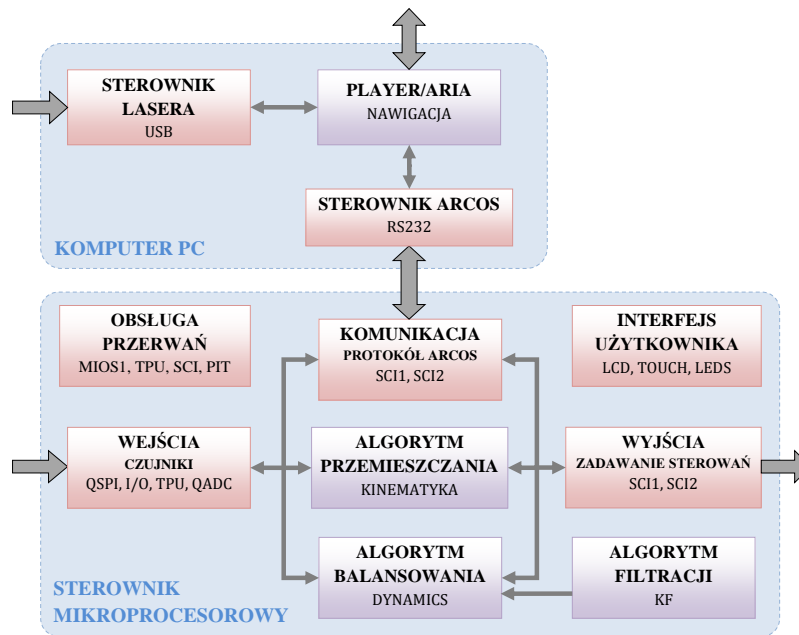 STEROWNIK
LASERA
USB
PLAYER/ARIA
NAWIGACJA
STEROWNIK ARCOS
RS232
KOMPUTER PC
OBSŁUGA
PRZERWAŃ
MIOS1, TPU, SCI, PIT
KOMUNIKACJA
PROTOKÓŁ ARCOS
SCI1, SCI2
INTERFEJS
UŻYTKOWNIKA
LCD, TOUCH, LEDS
WEJŚCIA
CZUJNIKI
QSPI, I/O, TPU, QADC
ALGORYTM
PRZEMIESZCZANIA
KINEMATYKA
WYJŚCIA
ZADAWANIE STEROWAŃ
SCI1, SCI2
ALGORYTM
BALANSOWANIA
DYNAMICS
ALGORYTM
FILTRACJI
KF
STEROWNIK
MIKROPROCESOROWY